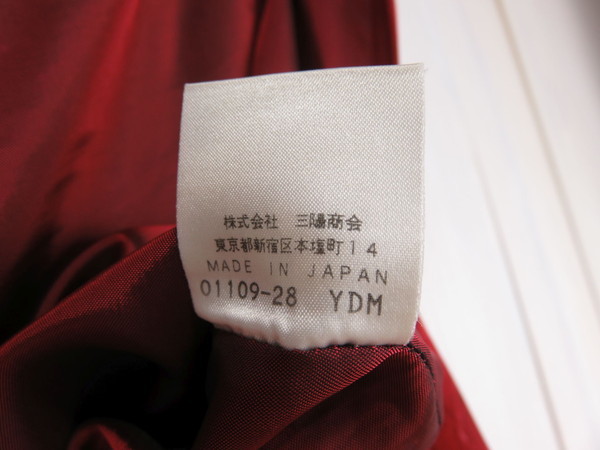 株式会社 三陽商会
東京都新宿区本塩町14
MADE IN JAPAN
01109-28 YDM